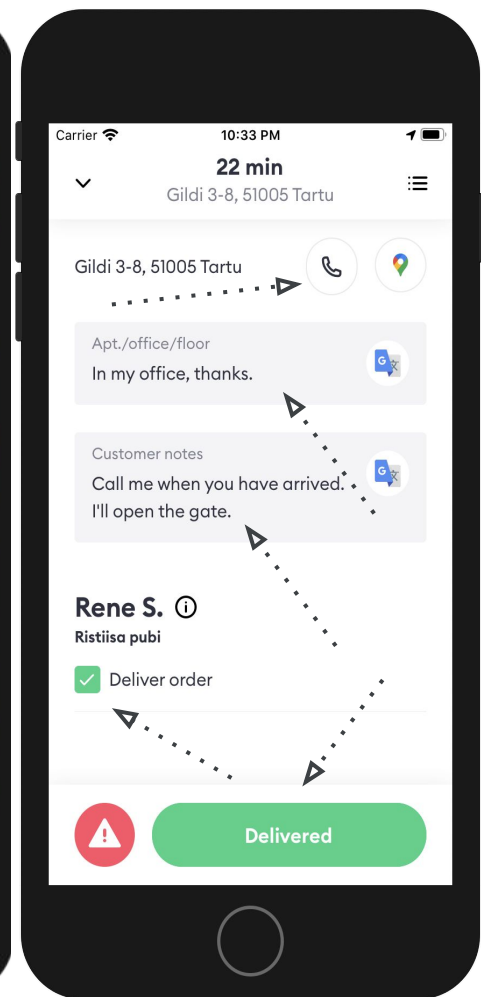 Carrier
10:33 PM
22 min
Gildi 3-8, 51005 Tartu
Gildi 3-8, 51005 Tartu
Apt./office/floor
In my office, thanks.
G 文
Customer notes
Call me when you have arrived.
I'll open the gate.
G 文
Rene S.
Ristiisa pubi
Deliver order
Delivered